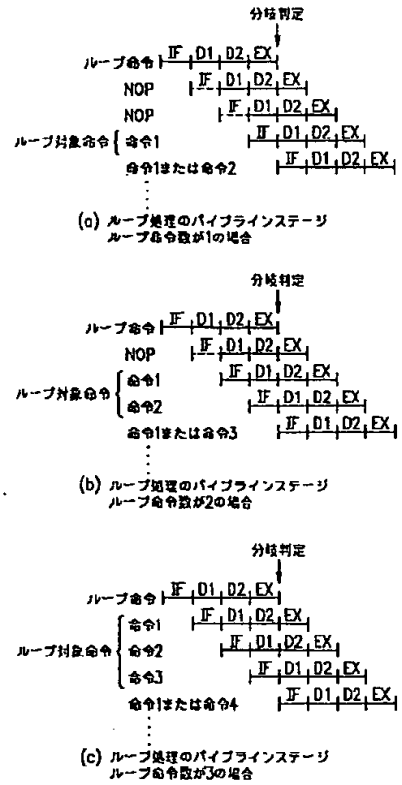 分岐判定
ループ命令 IF D1 D2 EX
NOP IF D1 D2 EX
NOP IF D1 D2 EX
ループ対象命令 命令1 IF D1 D2 EX
命令1または命令2 IF D1 D2 EX
(a) ループ処理のパイプラインステージ
ループ命令数が1の場合
分岐判定
ループ命令 IF D1 D2 EX
NOP IF D1 D2 EX
ループ対象命令 命令1 IF D1 D2 EX
命令2 IF D1 D2 EX
命令1または命令3 IF D1 D2 EX
(b) ループ処理のパイプラインステージ
ループ命令数が2の場合
分岐判定
ループ命令 IF D1 D2 EX
命令1 IF D1 D2 EX
ループ対象命令 命令2 IF D1 D2 EX
命令3 IF D1 D2 EX
命令1または命令4 IF D1 D2 EX
(c) ループ処理のパイプラインステージ
ループ命令数が3の場合